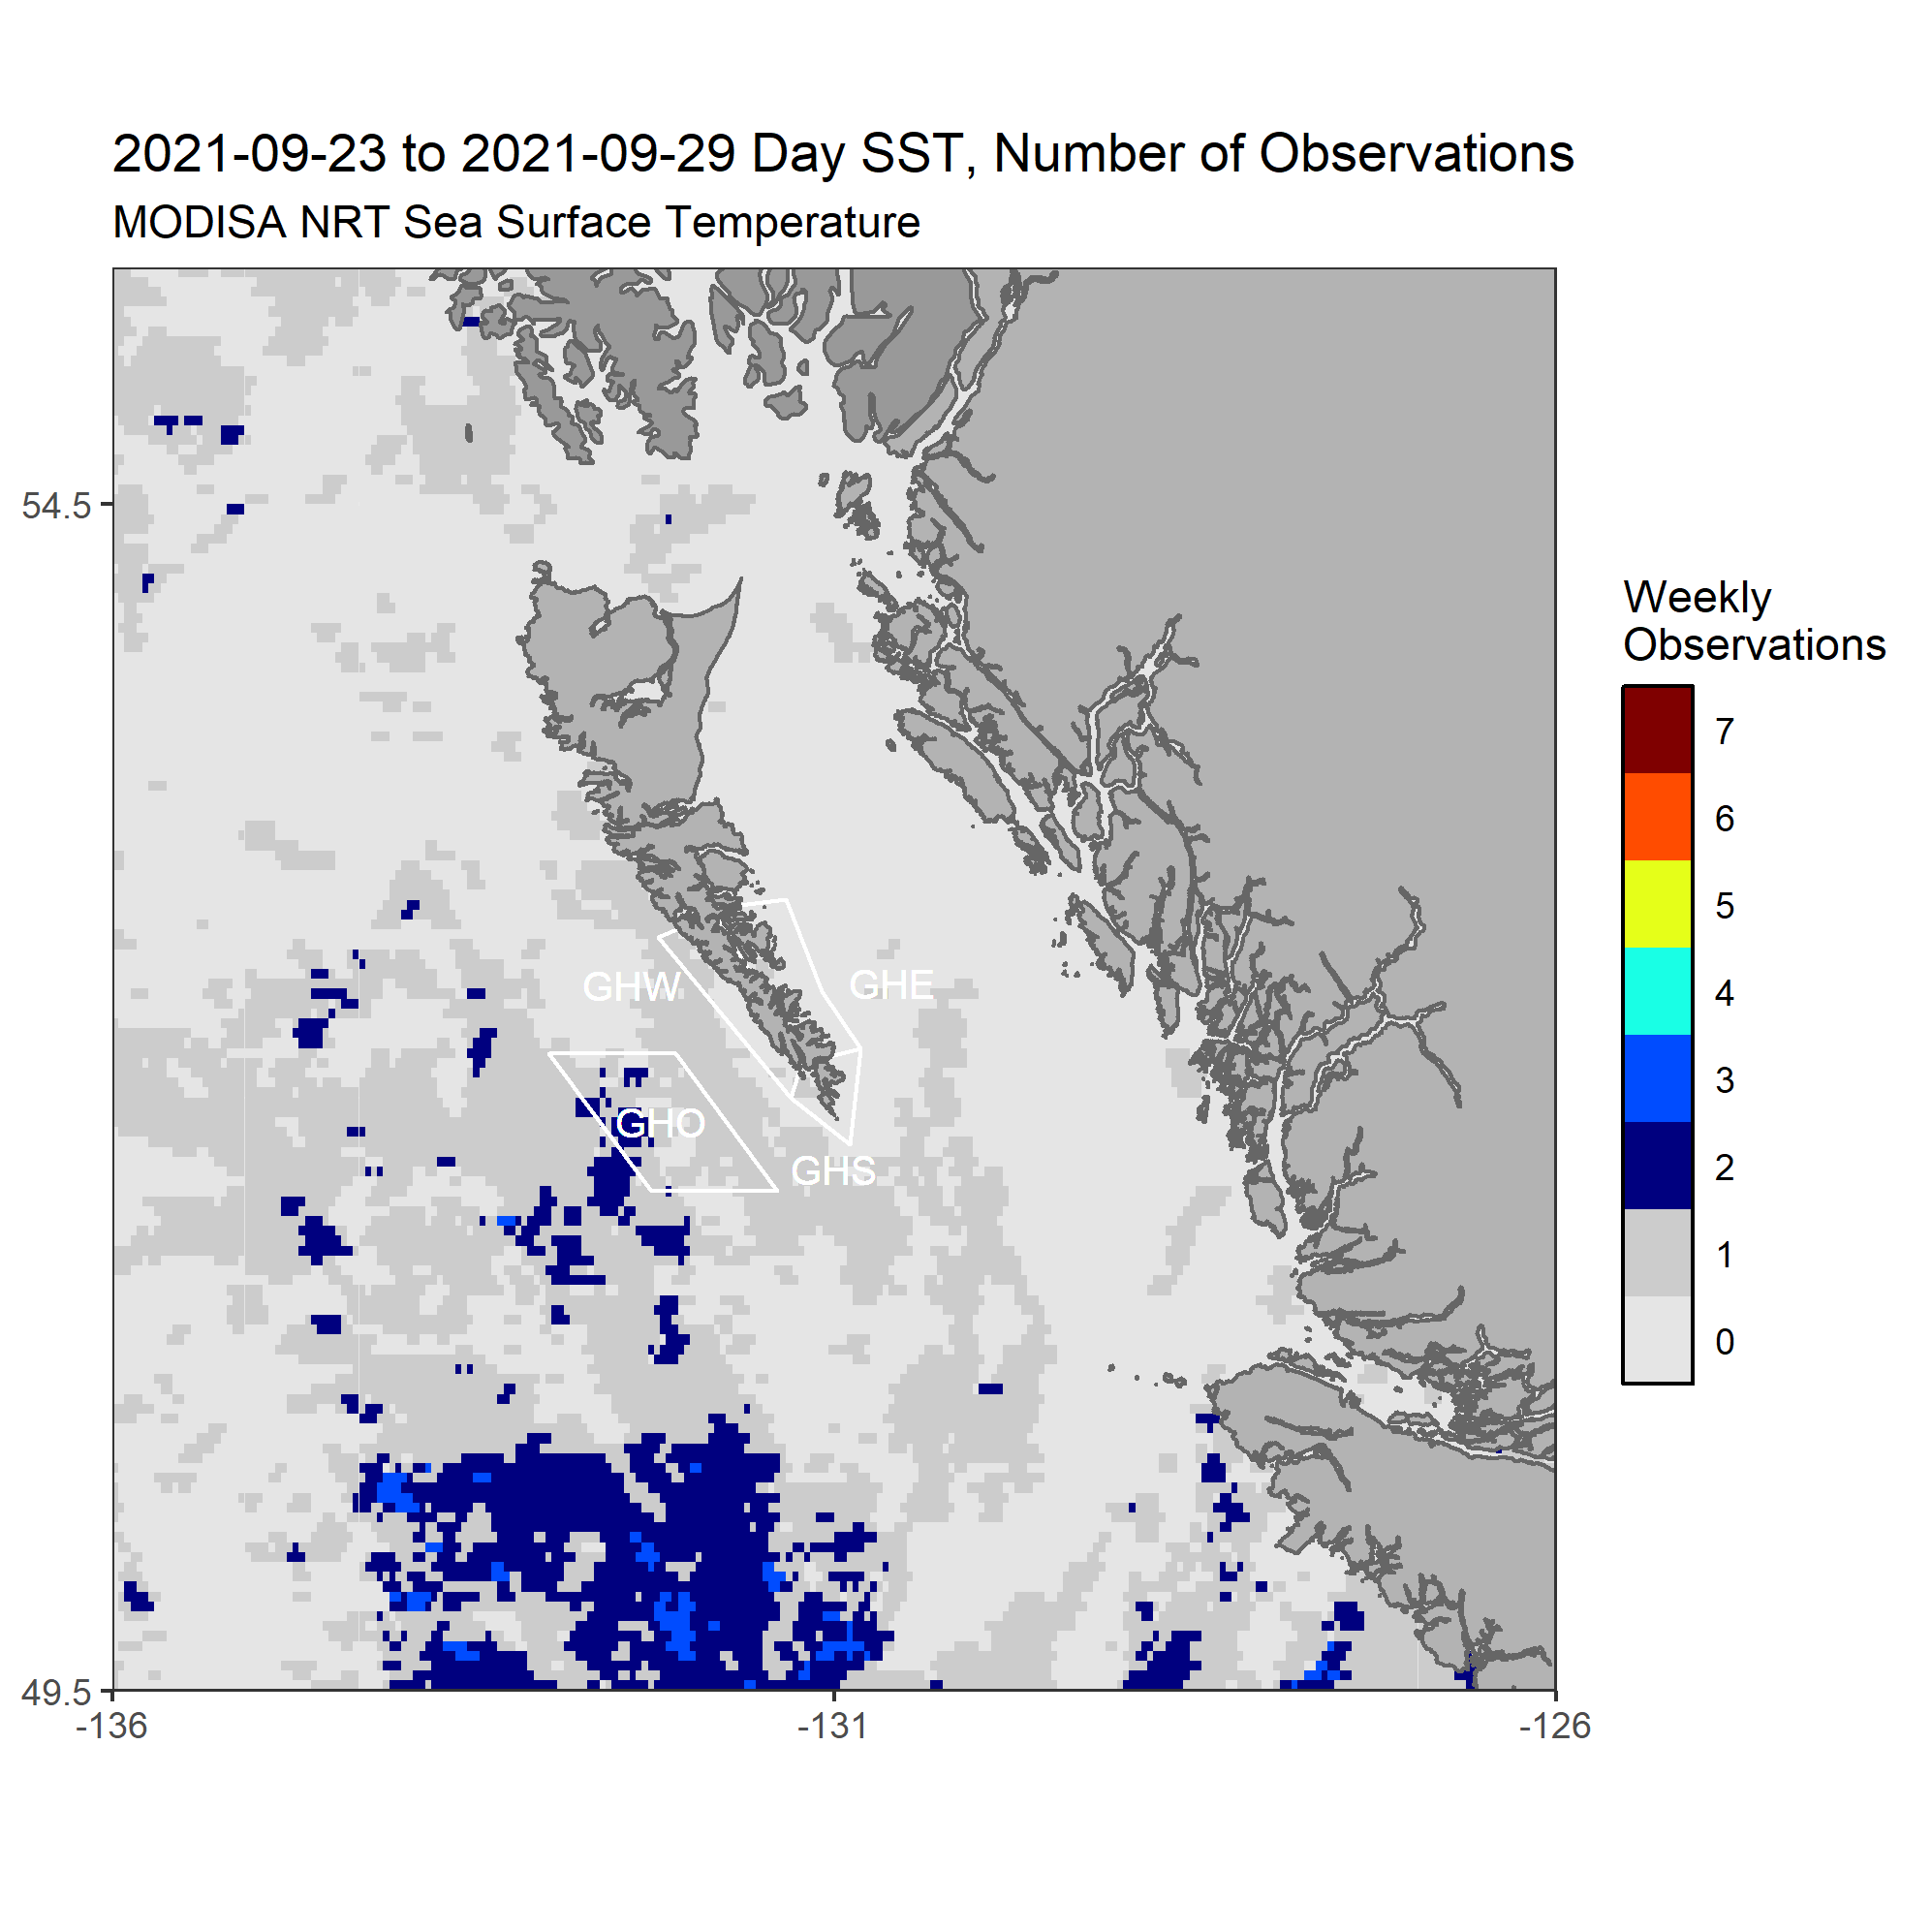 2021-09-23 to 2021-09-29 Day SST, Number of Observations
MODISA NRT Sea Surface Temperature
54.5
49.5
-136
-131
-126
GHW
GHE
GHO
GHS
Weekly
Observations
7
6
5
4
3
2
1
0